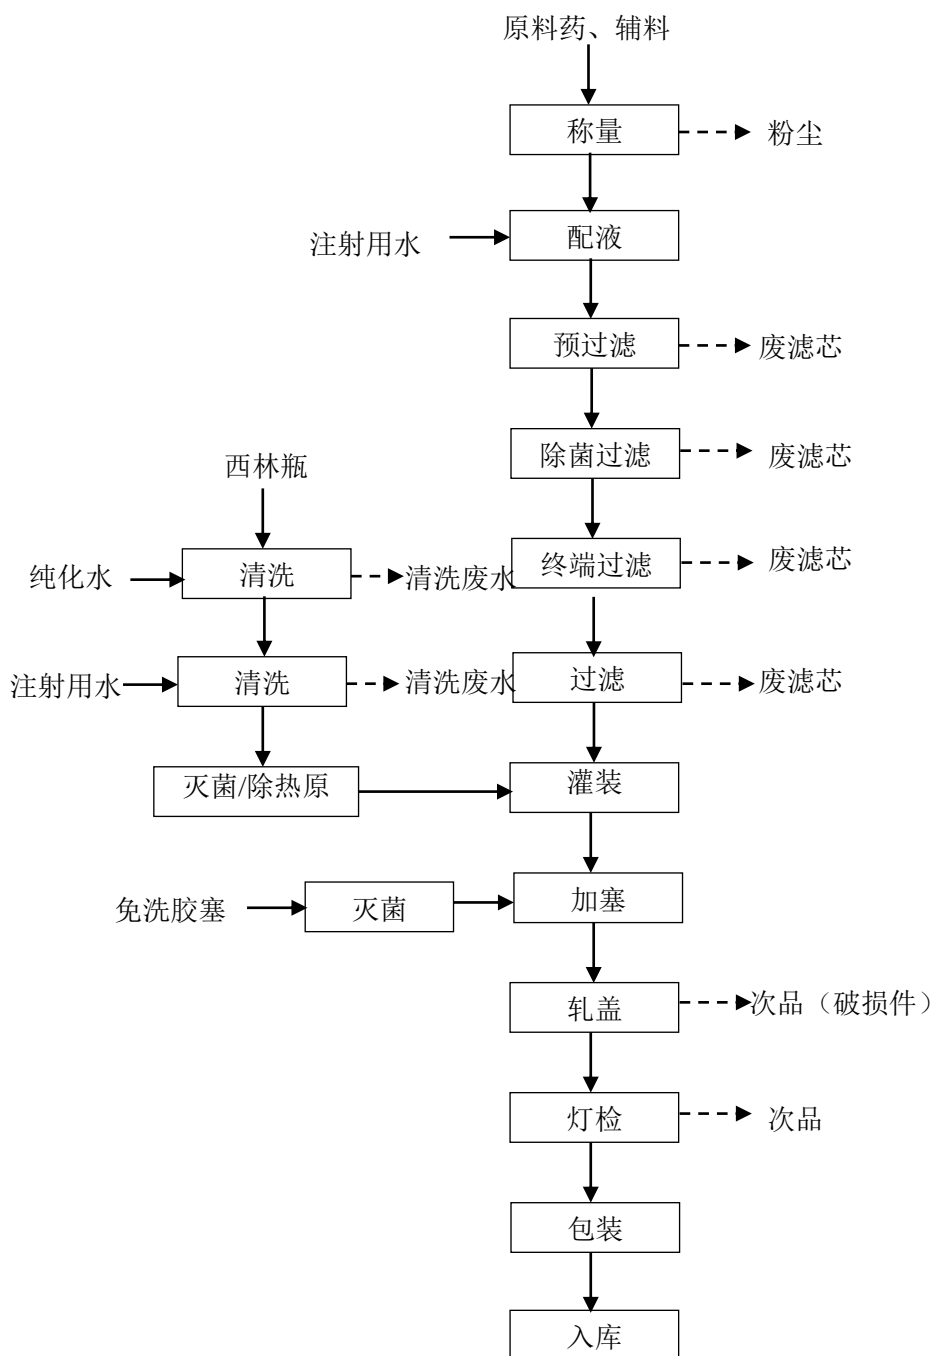 原料药、辅料
称量
粉尘
注射用水
配液
预过滤
废滤芯
西林瓶
除菌过滤
废滤芯
纯化水
清洗
清洗废水
终端过滤
废滤芯
注射用水
清洗
清洗废水
过滤
废滤芯
灭菌/除热原
灌装
免洗胶塞
灭菌
加塞
轧盖
次品（破损件）
灯检
次品
包装
入库